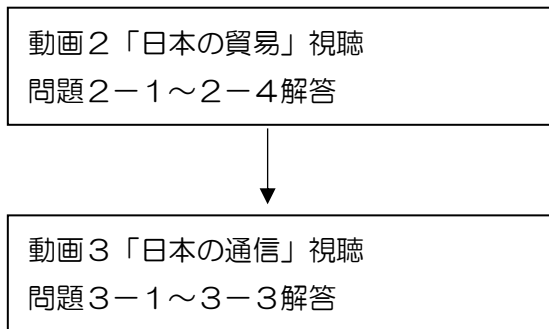 動画２「日本の貿易」視聴
問題２－１～２－４解答
動画３「日本の通信」視聴
問題３－１～３－３解答